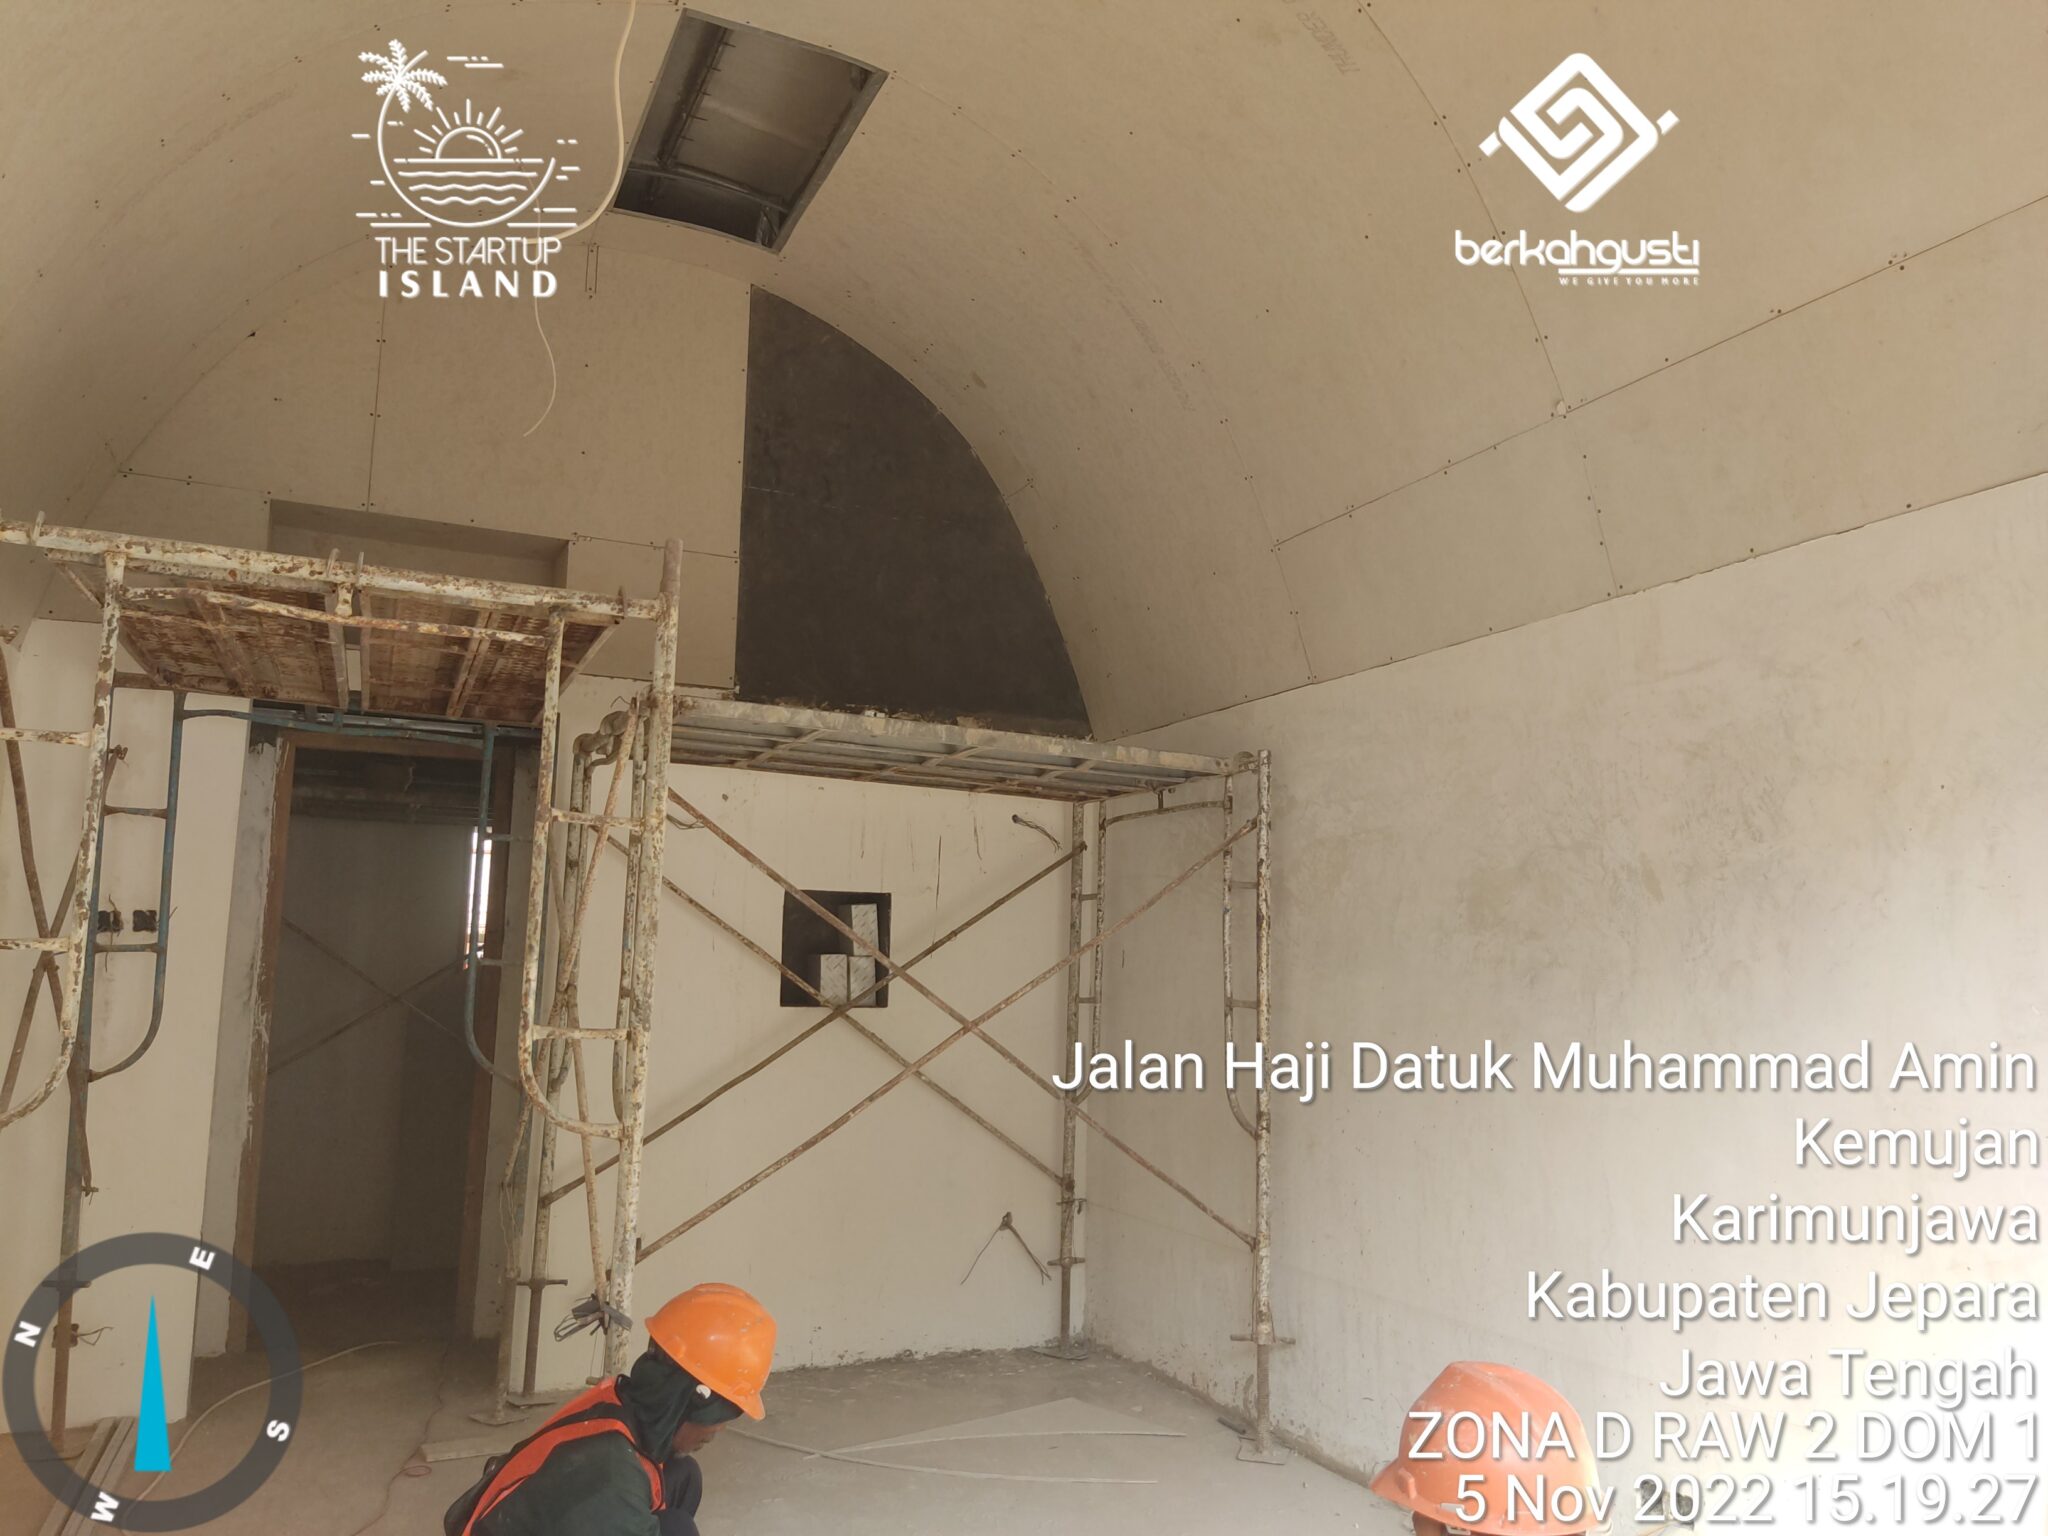 THE STARTUP
ISLAND
berkahgusti
WE GIVE YOU MORE
Jalan Haji Datuk Muhammad Amin
Kemujan
Karimunjawa
Kabupaten Jepara
Jawa Tengah
ZONA D RAW 2 DOM 1
5 Nov 2022 15.19.27
N
E
S
W